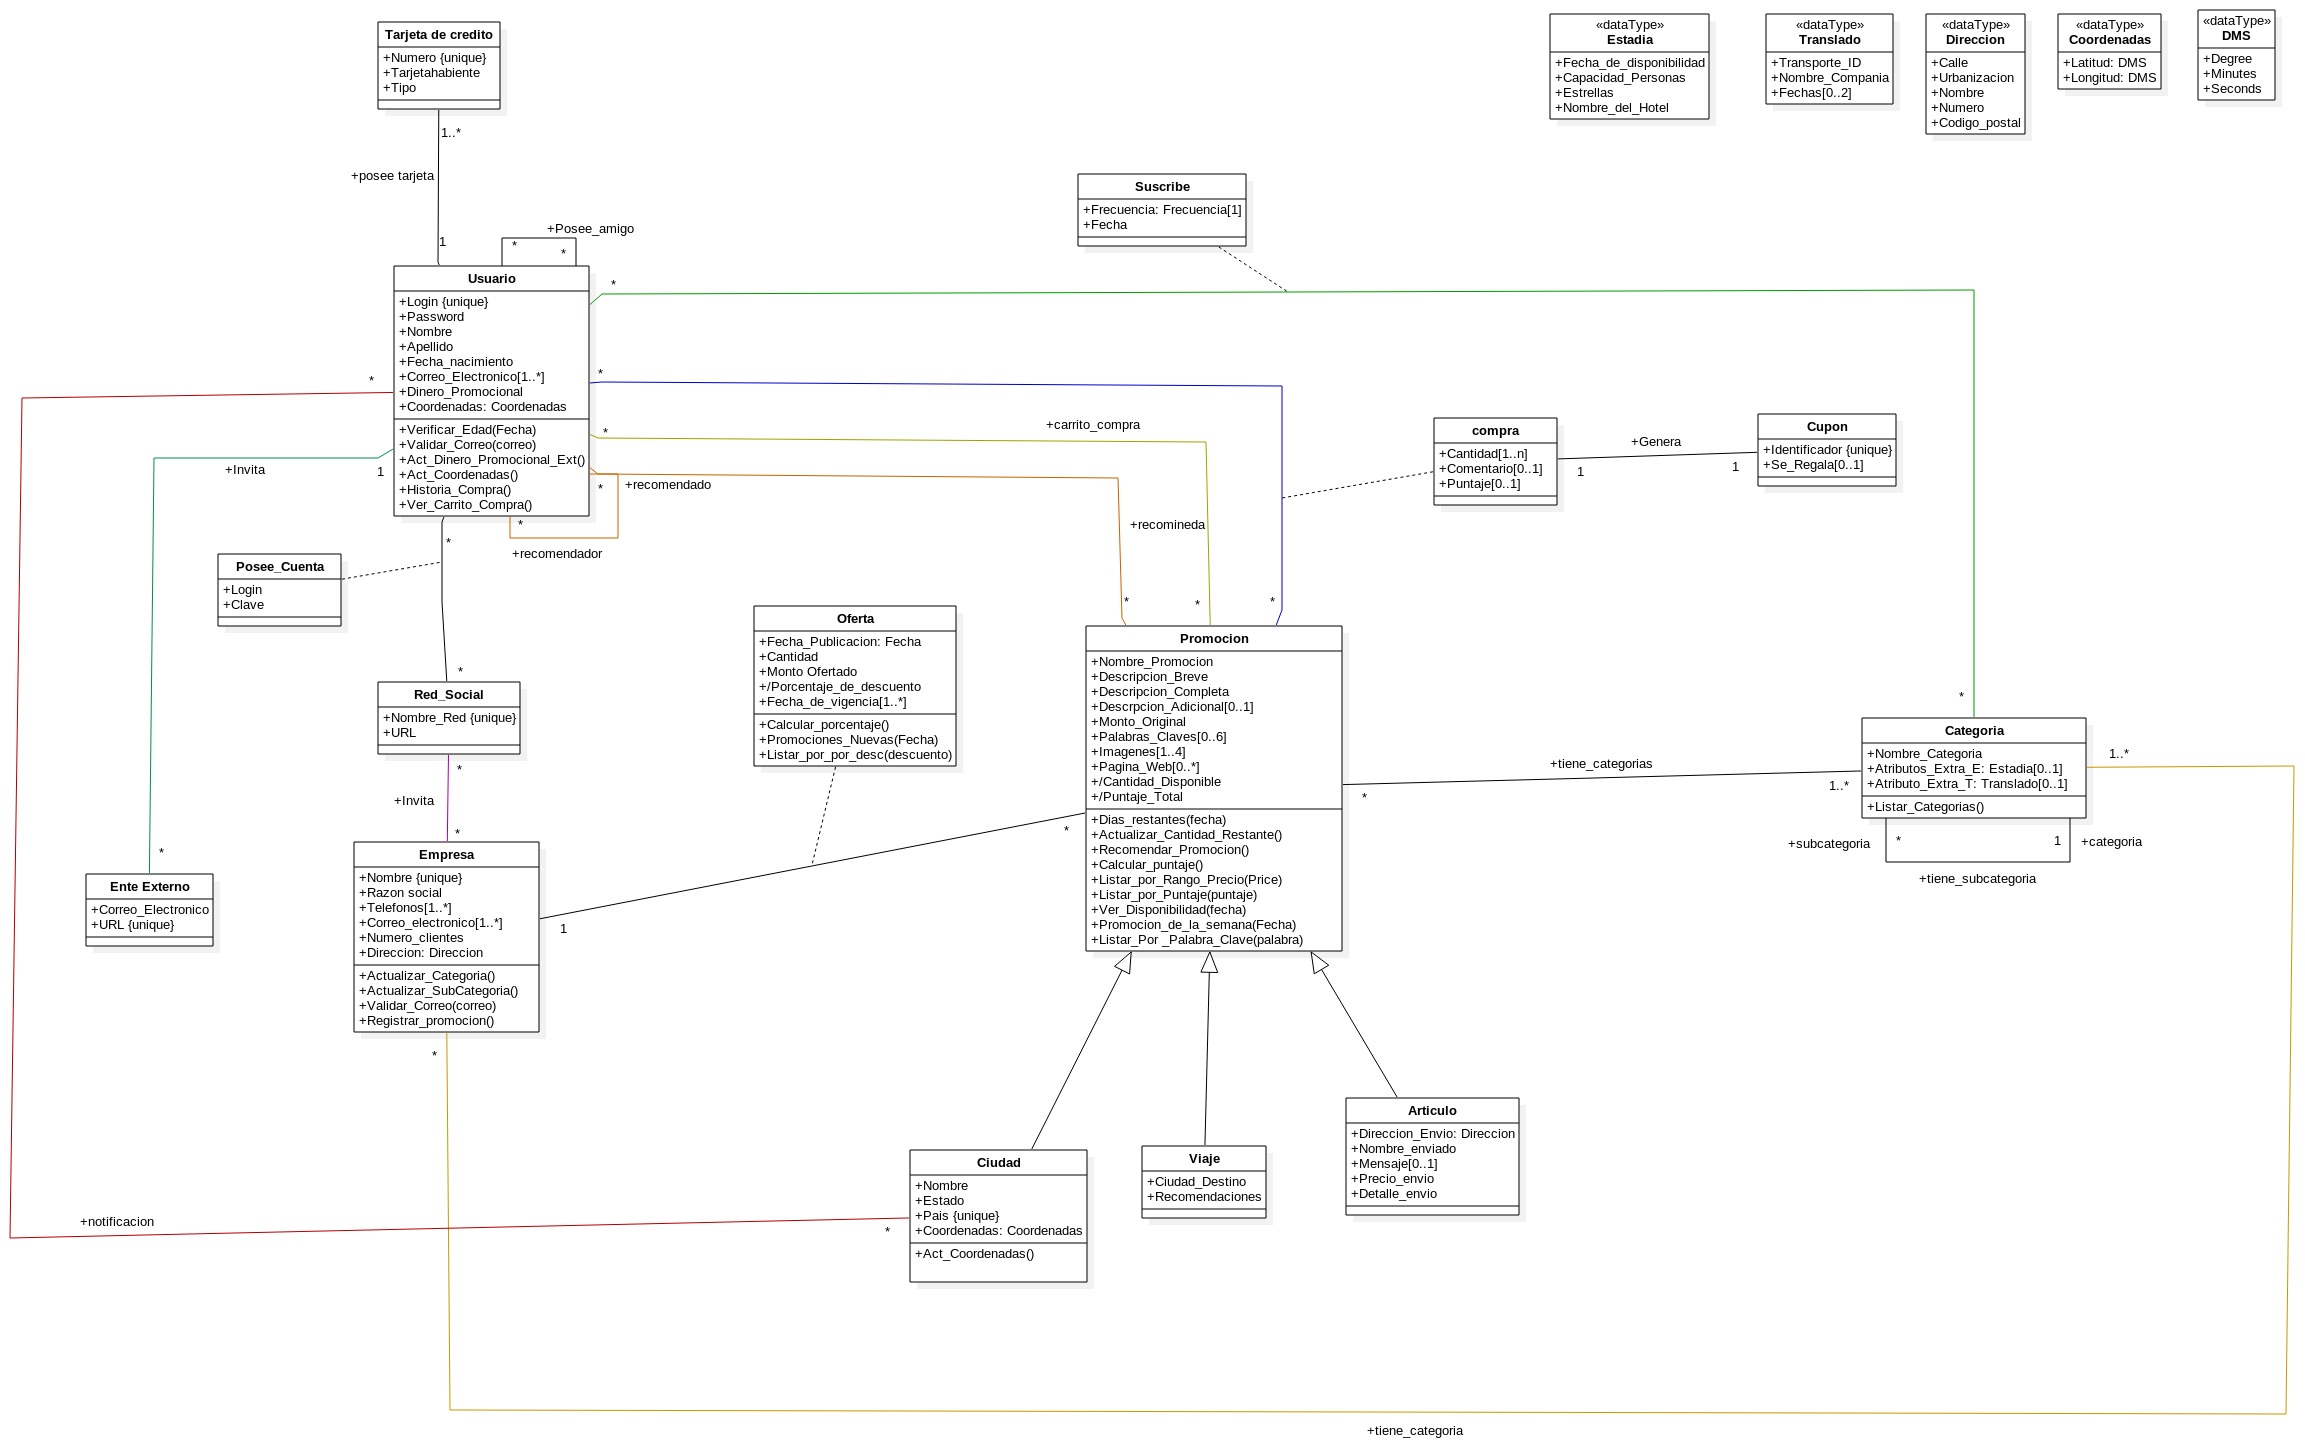 Tarjeta de credito
+Numero {unique}
+Tarjetahabiente
+Tipo
«dataType»
Estadia
+Fecha_de_disponibilidad
+Capacidad_Personas
+Estrellas
+Nombre_del_Hotel
«dataType»
Translado
+Transporte_ID
+Nombre_Compania
+Fechas[0..2]
«dataType»
Direccion
+Calle
+Urbanizacion
+Nombre
+Numero
+Codigo_postal
«dataType»
Coordenadas
+Latitud: DMS
+Longitud: DMS
«dataType»
DMS
+Degree
+Minutes
+Seconds
1..*
+posee tarjeta
1
+Posee_amigo
*
*
Suscribe
+Frecuencia: Frecuencia[1]
+Fecha
Usuario
+Login {unique}
+Password
+Nombre
+Apellido
+Fecha_nacimiento
+Correo_Electronico[1..*]
+Dinero_Promocional
+Coordenadas: Coordenadas
+Verificar_Edad(Fecha)
+Validar_Correo(correo)
+Act_Dinero_Promocional_Ext()
+Act_Coordenadas()
+Historia_Compra()
+Ver_Carrito_Compra()
*
*
*
*
+carrito_compra
compra
+Cantidad[1..n]
+Comentario[0..1]
+Puntaje[0..1]
+Genera
1
1
Cupon
+Identificador {unique}
+Se_Regala[0..1]
+Invita
1
*
+recomendado
*
+recomendador
+recomineda
*
Posee_Cuenta
+Login
+Clave
*
*
*
*
Oferta
+Fecha_Publicacion: Fecha
+Cantidad
+Monto Ofertado
+/Porcentaje_de_descuento
+Fecha_de_vigencia[1..*]
+Calcular_porcentaje()
+Promociones_Nuevas(Fecha)
+Listar_por_por_desc(descuento)
Promocion
+Nombre_Promocion
+Descripcion_Breve
+Descripcion_Completa
+Descrpcion_Adicional[0..1]
+Monto_Original
+Palabras_Claves[0..6]
+Imagenes[1..4]
+Pagina_Web[0..*]
+/Cantidad_Disponible
+/Puntaje_Total
+Dias_restantes(fecha)
+Actualizar_Cantidad_Restante()
+Recomendar_Promocion()
+Calcular_puntaje()
+Listar_por_Rango_Precio(Price)
+Listar_por_Puntaje(puntaje)
+Ver_Disponibilidad(fecha)
+Promocion_de_la_semana(Fecha)
+Listar_Por _Palabra_Clave(palabra)
*
Red_Social
+Nombre_Red {unique}
+URL
*
+Invita
*
*
Categoria
+Nombre_Categoria
+Atributos_Extra_E: Estadia[0..1]
+Atributo_Extra_T: Translado[0..1]
+Listar_Categorias()
1..*
+tiene_categorias
*
1..*
+subcategoria
*
1
+categoria
+tiene_subcategoria
*
Ente Externo
+Correo_Electronico
+URL {unique}
Empresa
+Nombre {unique}
+Razon social
+Telefonos[1..*]
+Correo_electronico[1..*]
+Numero_clientes
+Direccion: Direccion
+Actualizar_Categoria()
+Actualizar_SubCategoria()
+Validar_Correo(correo)
+Registrar_promocion()
*
1
*
Ciudad
+Nombre
+Estado
+Pais {unique}
+Coordenadas: Coordenadas
+Act_Coordenadas()
Viaje
+Ciudad_Destino
+Recomendaciones
Articulo
+Direccion_Envio: Direccion
+Nombre_enviado
+Mensaje[0..1]
+Precio_envio
+Detalle_envio
+notificacion
*
+tiene_categoria